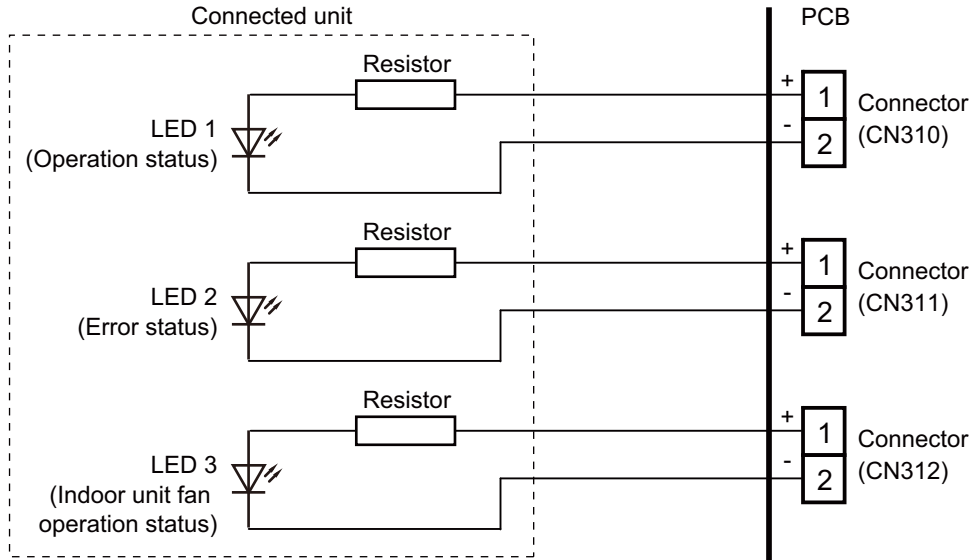 Connected unit
PCB
Resistor
LED 1
(Operation status)
+
-
1
2
Connector
(CN310)
Resistor
LED 2
(Error status)
+
-
1
2
Connector
(CN311)
Resistor
LED 3
(Indoor unit fan
operation status)
+
-
1
2
Connector
(CN312)